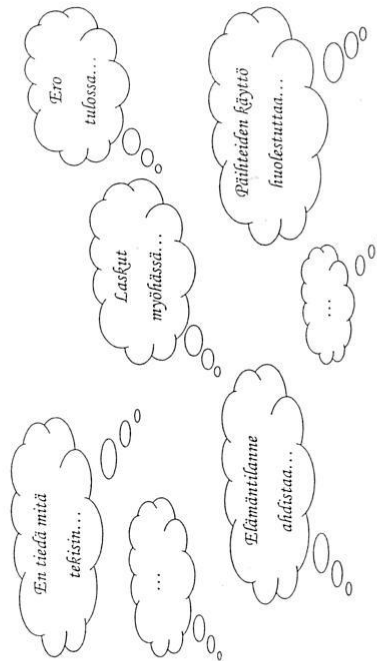 En tiedä mitä
tekisin…
Ero
tulossa…
Laskut
myöhässä…
…
Elämäntilanne
ahdistaa…
Päihteiden käyttö
huolestuttaa…
…